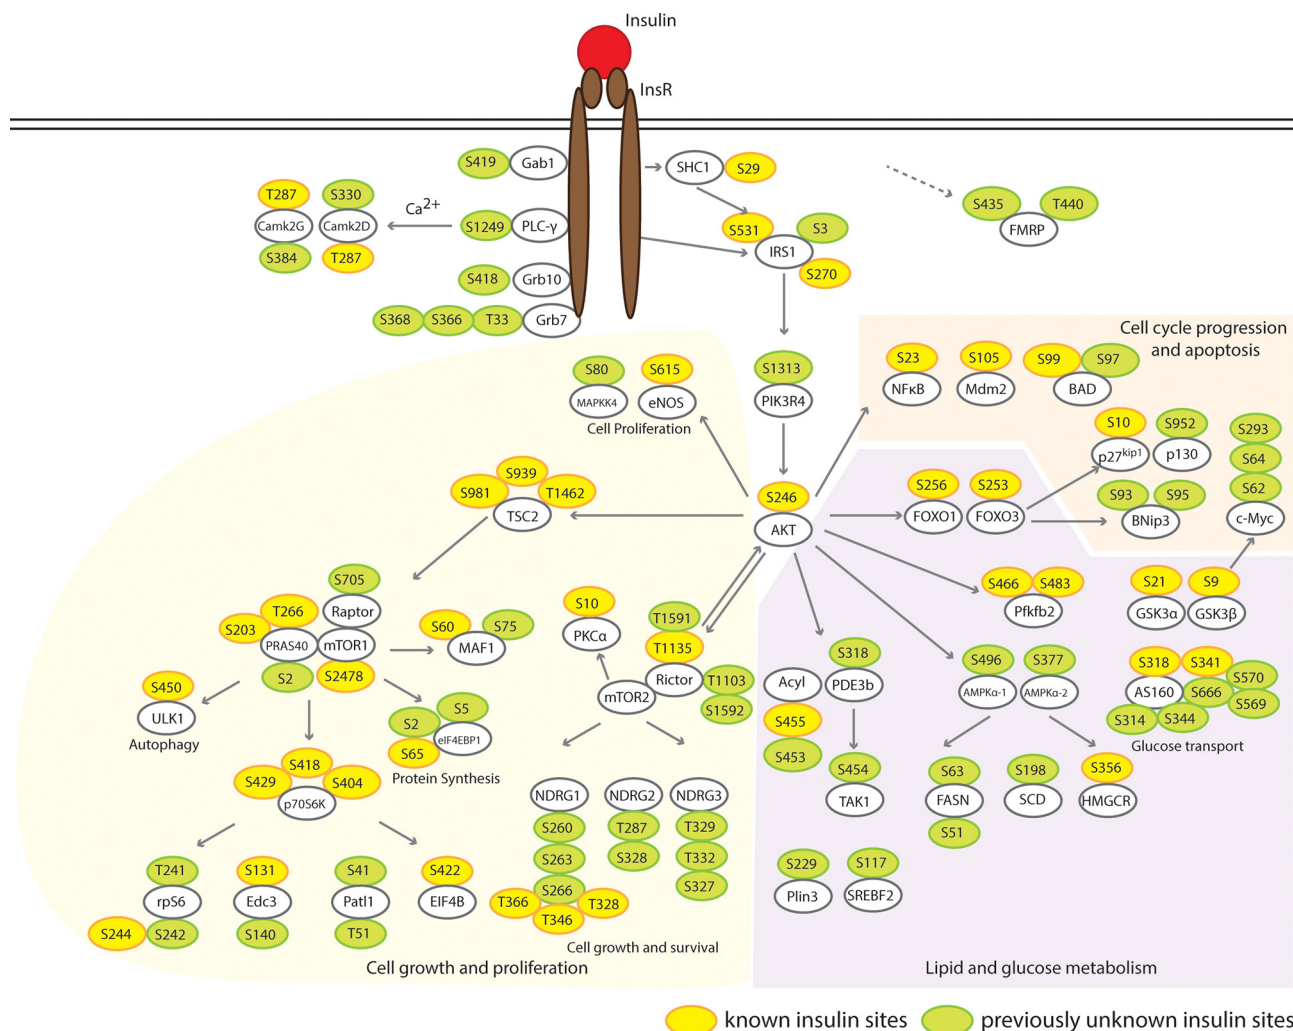 Insulin
InsR
S419 Gab1
SHC1 S29
T287 S330
Ca2+
Camk2G Camk2D
S384 T287
S1249 PLC-γ
S531 S3
IRS1
S270
S435 T440
FMRP
S418 Grb10
S368 S366 T33 Grb7
Cell cycle progression
and apoptosis
S80 S615
MAPKK4 eNOS
Cell Proliferation
S1313
PIK3R4
S23 S105 S99 S97
NFκB Mdm2 BAD
S10 S952 S293
p27kip1 p130 S64
S93 S95 S62
BNip3 c-Myc
S939
S981 T1462
TSC2
S246
AKT
S256 S253
FOXO1 FOXO3
S466 S483
Pfkfb2
S21 S9
GSK3α GSK3β
S705
T266 Raptor
S203
PRAS40 mTOR1
S2 S2478
S60 S75
MAF1
S10
PKCα
T1591
T1135
Rictor T1103
mTOR2 S1592
S318
Acyl PDE3b
S455
S453 S454
TAK1
S496 S377
AMPKα-1 AMPKα-2
S318 S341 S570
AS160 S666 S569
S314 S344
Glucose transport
S450
ULK1
Autophagy
S2 S5
eIF4EBP1
S65
Protein Synthesis
S418
S429 S404
p70S6K
NDRG1 NDRG2 NDRG3
S260 T287 T329
S263 S328 T332
S266 S327
T366 T328
T346
Cell growth and survival
S63 S198 S356
FASN SCD HMGCR
S51
S229 S117
Plin3 SREBF2
T241 S131 S41 S422
rpS6 Edc3 Patl1 EIF4B
S244 S242 S140 T51
Cell growth and proliferation
Lipid and glucose metabolism
known insulin sites previously unknown insulin sites